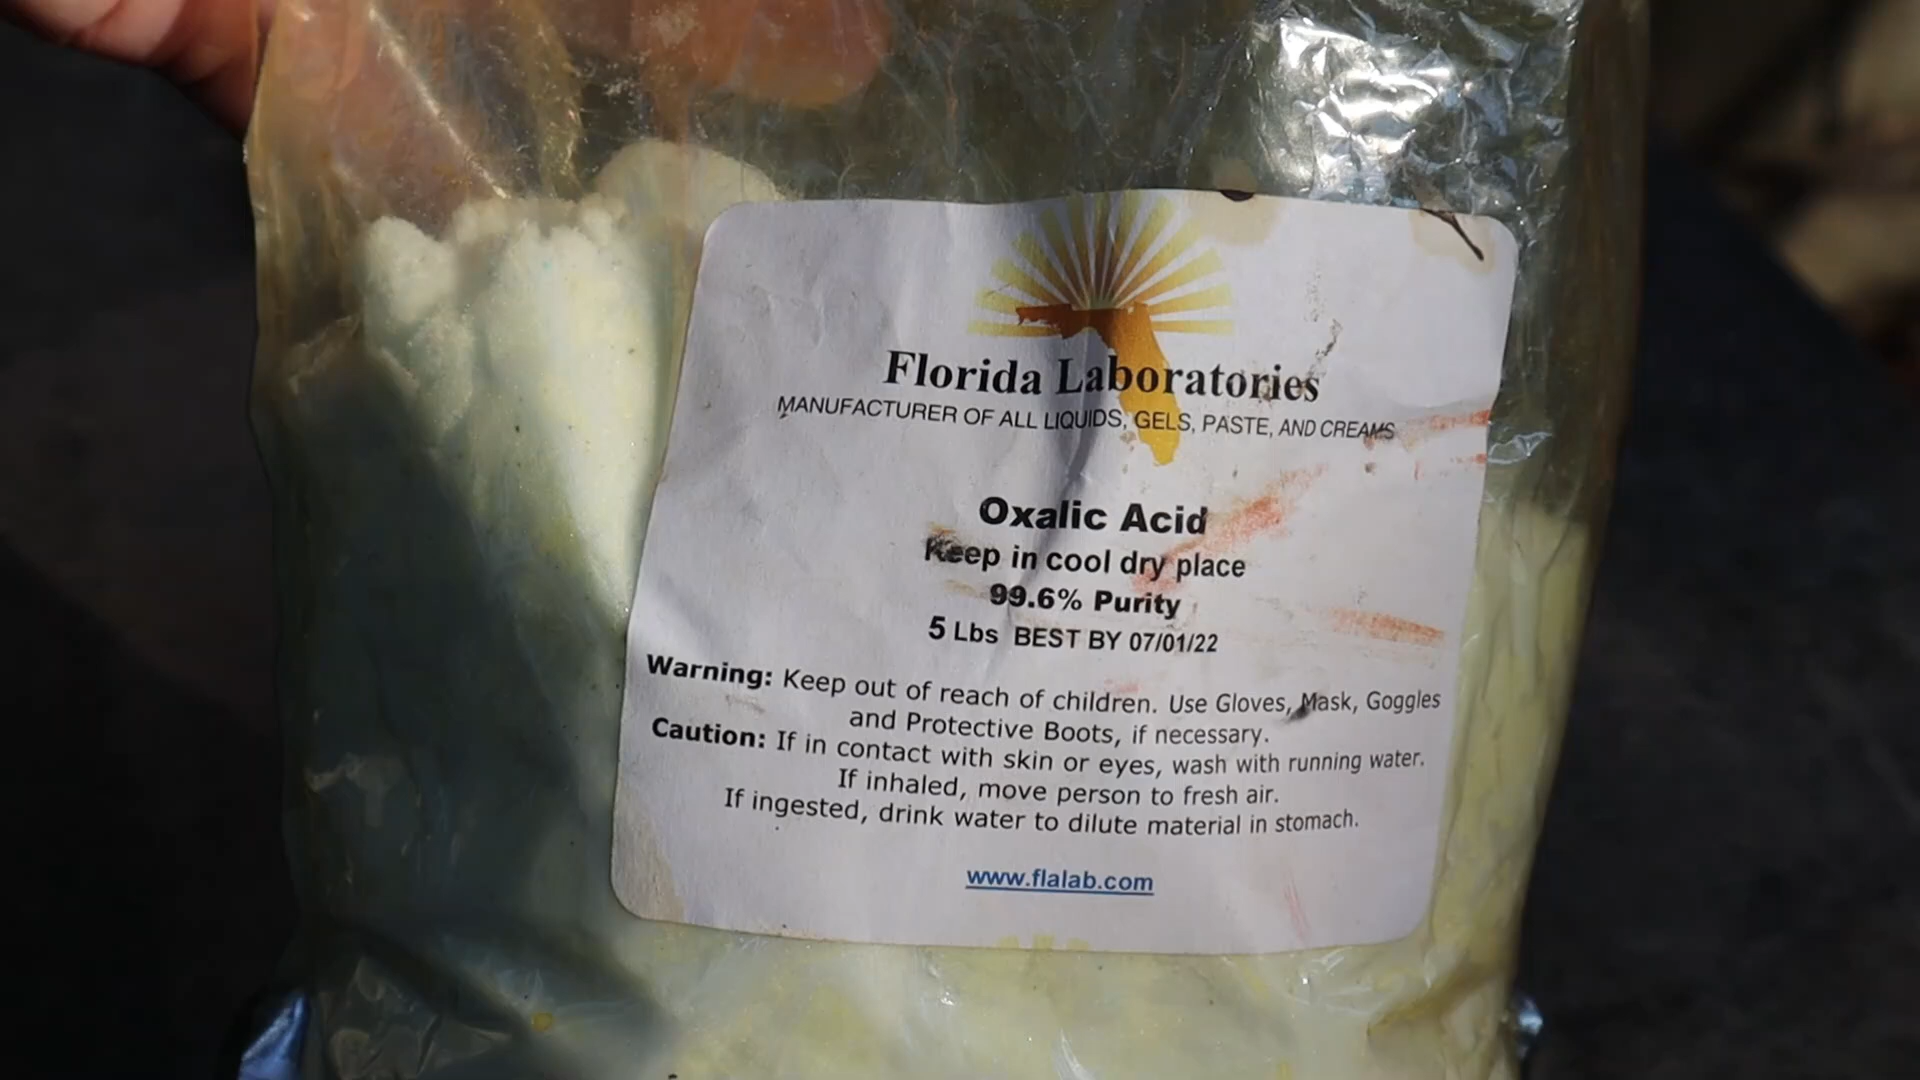 Florida Laboratories
MANUFACTURER OF ALL LIQUIDS, GELS, PASTE, AND CREAMS
Oxalic Acid
Keep in cool dry place
99.6% Purity
5 Lbs BEST BY 07/01/22
Warning: Keep out of reach of children. Use Gloves, Mask, Goggles
and Protective Boots, if necessary.
Caution: If in contact with skin or eyes, wash with running water.
If inhaled, move person to fresh air.
If ingested, drink water to dilute material in stomach.
www.flalab.com